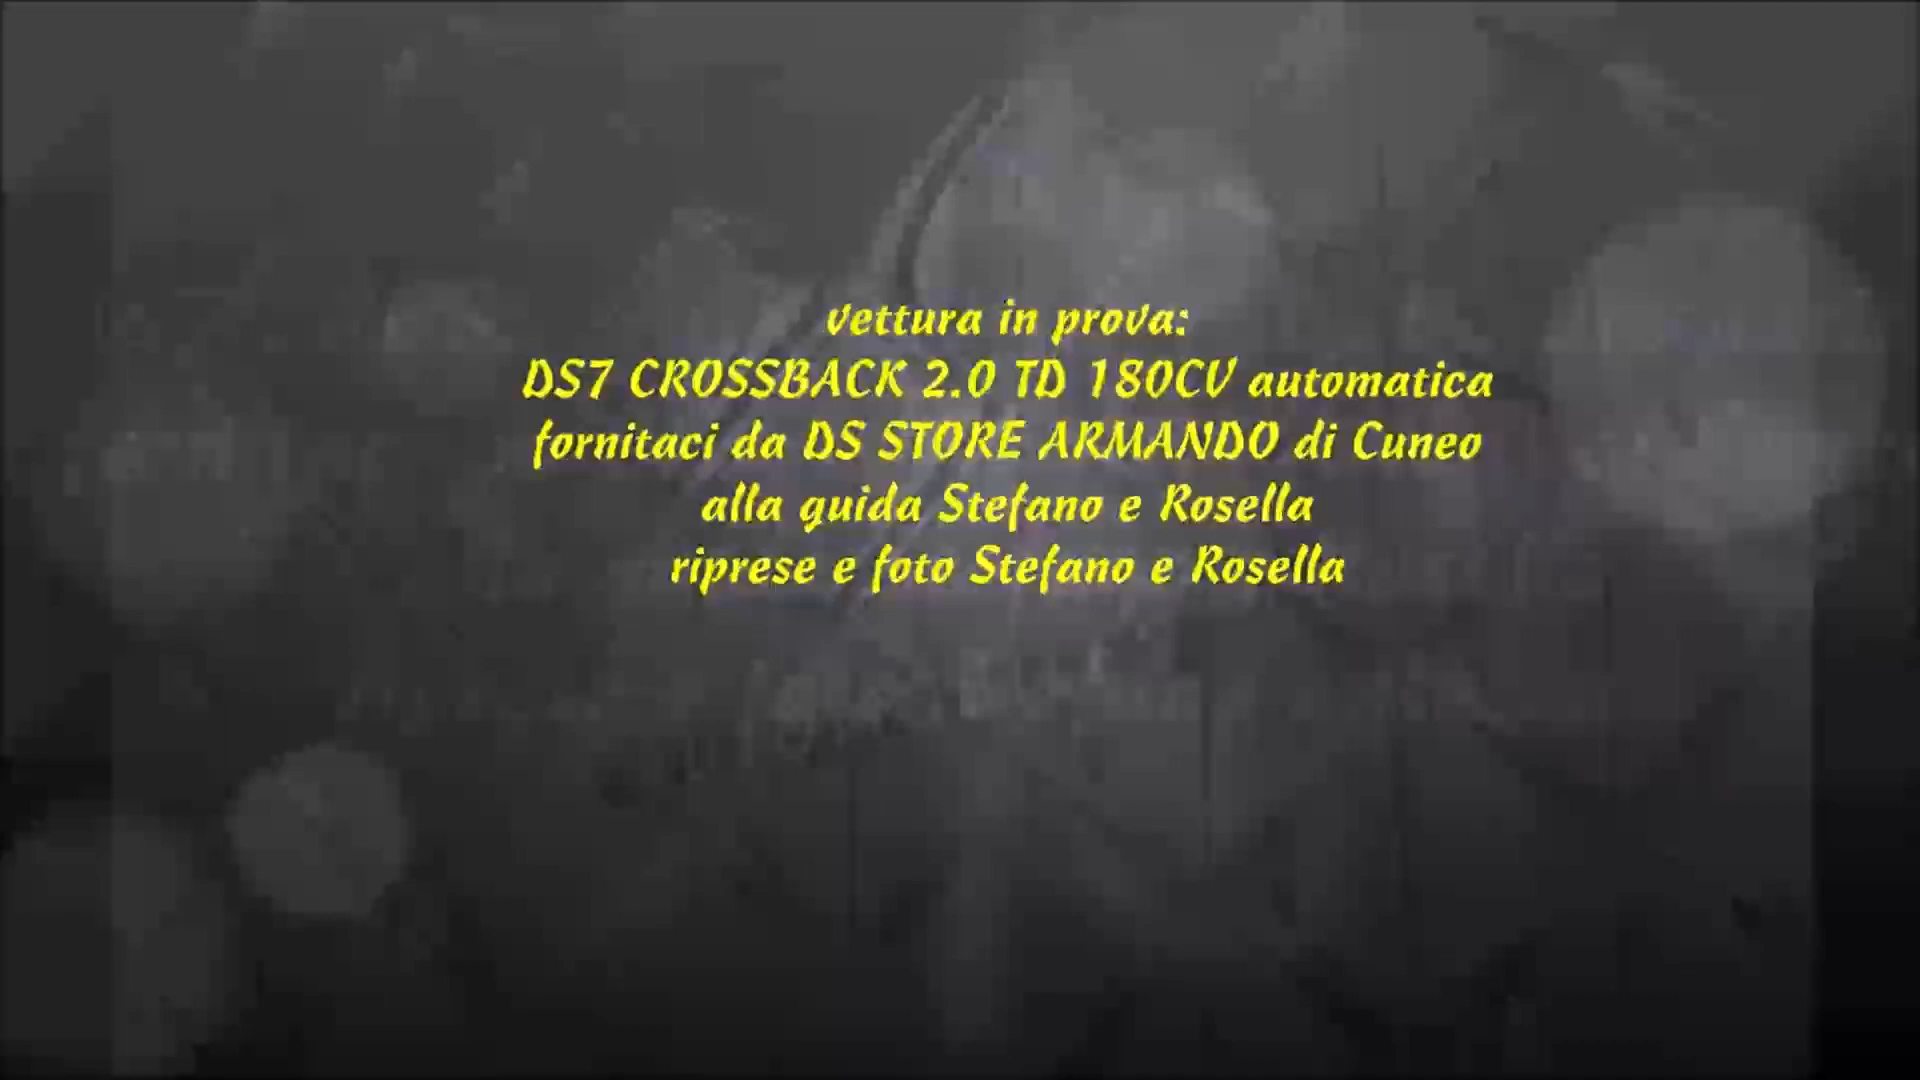 vettura in prova:
DS7 CROSSBACK 2.0 TD 180CV automatica
fornitaci da DS STORE ARMANDO di Cuneo
alla guida Stefano e Rosella
riprese e foto Stefano e Rosella